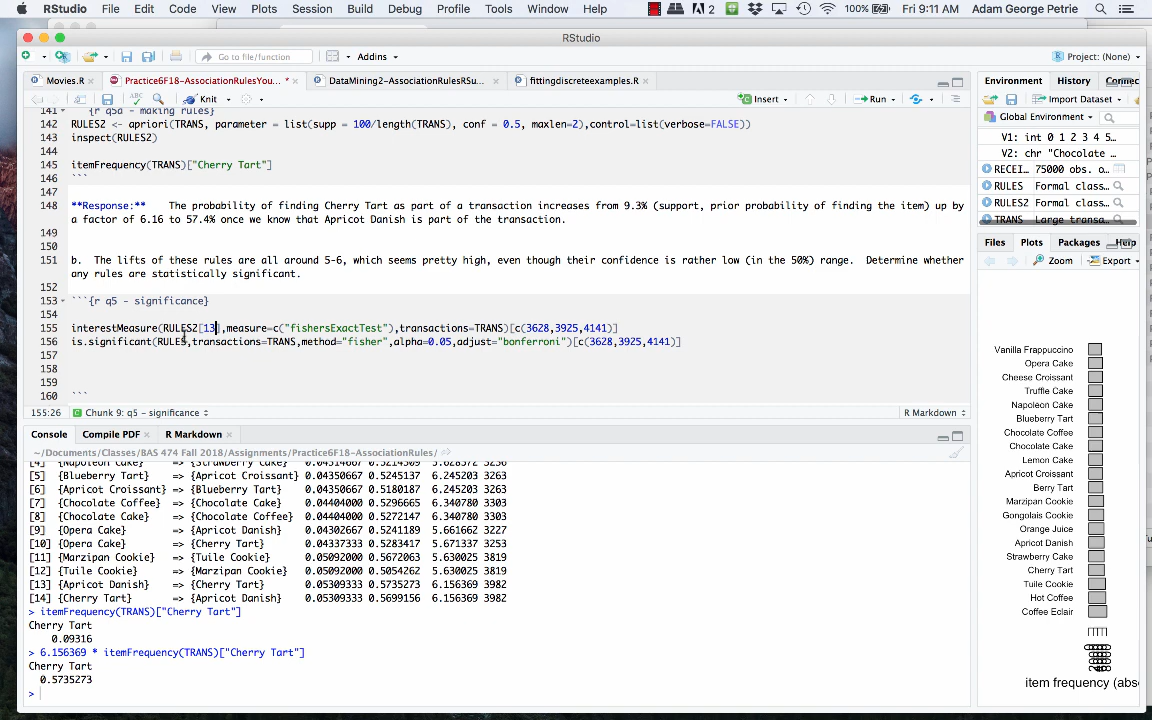 RStudio File Edit Code View Plots Session Build Debug Profile Tools Window Help 2 100% Fri 9:11 AM Adam George Petrie
RStudio
Go to file/function Addins Project: (None)
Movies.R Practice6F18-AssociationRulesYou... * DataMining2-AssociationRulesRSu... fittingdiscreteexamples.R
Knit Insert Run
141 {r q5a - making rules}
142 RULES2 <- apriori(TRANS, parameter = list(supp = 100/length(TRANS), conf = 0.5, maxlen=2),control=list(verbose=FALSE))
143 inspect(RULES2)
144
145 itemFrequency(TRANS)["Cherry Tart"]
146 ```
147
148 **Response:** The probability of finding Cherry Tart as part of a transaction increases from 9.3% (support, prior probability of finding the item) up by
a factor of 6.16 to 57.4% once we know that Apricot Danish is part of the transaction.
149
150
151 b. The lifts of these rules are all around 5-6, which seems pretty high, even though their confidence is rather low (in the 50%) range. Determine whether
any rules are statistically significant.
152
153 ```{r q5 - significance}
154
155 interestMeasure(RULES2[13],measure=c("fishersExactTest"),transactions=TRANS)[c(3628,3925,4141)]
156 is.significant(RULES,transactions=TRANS,method="fisher",alpha=0.05,adjust="bonferroni")[c(3628,3925,4141)]
157
158
159
160 ```
155:26 Chunk 9: q5 - significance R Markdown
Console Compile PDF R Markdown
~/Documents/Classes/BAS 474 Fall 2018/Assignments/Practice6F18-AssociationRules/
[4] {Napoleon Cake} => {Strawberry Cake} 0.04314667 0.5214309 5.628572 3236
[5] {Blueberry Tart} => {Apricot Croissant} 0.04350667 0.5245137 6.245203 3263
[6] {Apricot Croissant} => {Blueberry Tart} 0.04350667 0.5180187 6.245203 3263
[7] {Chocolate Coffee} => {Chocolate Cake} 0.04404000 0.5296665 6.340780 3303
[8] {Chocolate Cake} => {Chocolate Coffee} 0.04404000 0.5272147 6.340780 3303
[9] {Opera Cake} => {Apricot Danish} 0.04302667 0.5241189 5.661662 3227
[10] {Opera Cake} => {Cherry Tart} 0.04337333 0.5283417 5.671337 3253
[11] {Marzipan Cookie} => {Tuile Cookie} 0.05092000 0.5672063 5.630025 3819
[12] {Tuile Cookie} => {Marzipan Cookie} 0.05092000 0.5054262 5.630025 3819
[13] {Apricot Danish} => {Cherry Tart} 0.05309333 0.5735273 6.156369 3982
[14] {Cherry Tart} => {Apricot Danish} 0.05309333 0.5699156 6.156369 3982
> itemFrequency(TRANS)["Cherry Tart"]
Cherry Tart
0.09316
> 6.156369 * itemFrequency(TRANS)["Cherry Tart"]
Cherry Tart
0.5735273
>
Environment History Connec
Import Dataset
Global Environment
V1: int 0 1 2 3 4 5…
V2: chr "Chocolate …
RECEI… 75000 obs. o…
RULES Formal class…
RULES2 Formal class…
TRANS Large transa…
Files Plots Packages Help
Zoom Export
Vanilla Frappuccino
Opera Cake
Cheese Croissant
Truffle Cake
Napoleon Cake
Blueberry Tart
Chocolate Coffee
Chocolate Cake
Lemon Cake
Apricot Croissant
Berry Tart
Marzipan Cookie
Gongolais Cookie
Orange Juice
Apricot Danish
Strawberry Cake
Cherry Tart
Tuile Cookie
Hot Coffee
Coffee Eclair
item frequency (abs